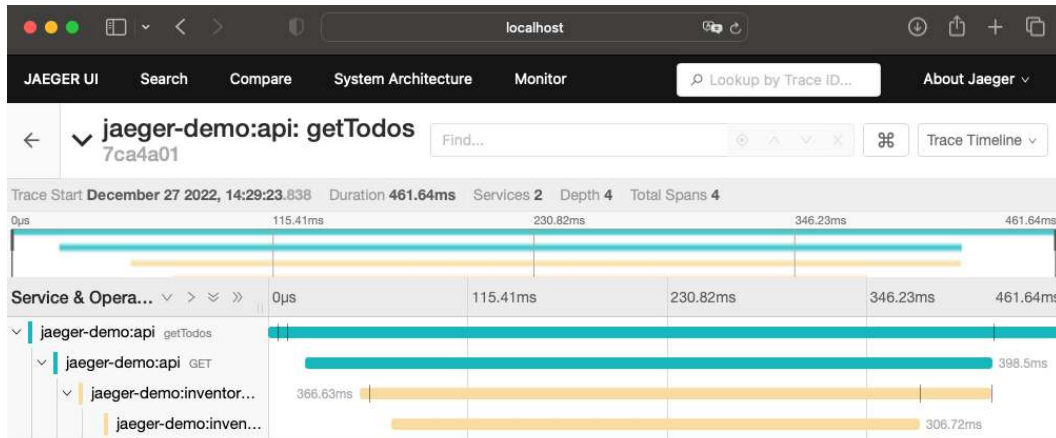 localhost
JAEGER UI Search Compare System Architecture Monitor Lookup by Trace ID... About Jaeger
jaeger-demo:api: getTodos Find... ⌘ Trace Timeline
7ca4a01
Trace Start December 27 2022, 14:29:23.838 Duration 461.64ms Services 2 Depth 4 Total Spans 4
0μs 115.41ms 230.82ms 346.23ms 461.64ms
Service & Opera... 0μs 115.41ms 230.82ms 346.23ms 461.64ms
jaeger-demo:api getTodos
jaeger-demo:api GET 398.5ms
jaeger-demo:inventor... 366.63ms
jaeger-demo:inven... 306.72ms